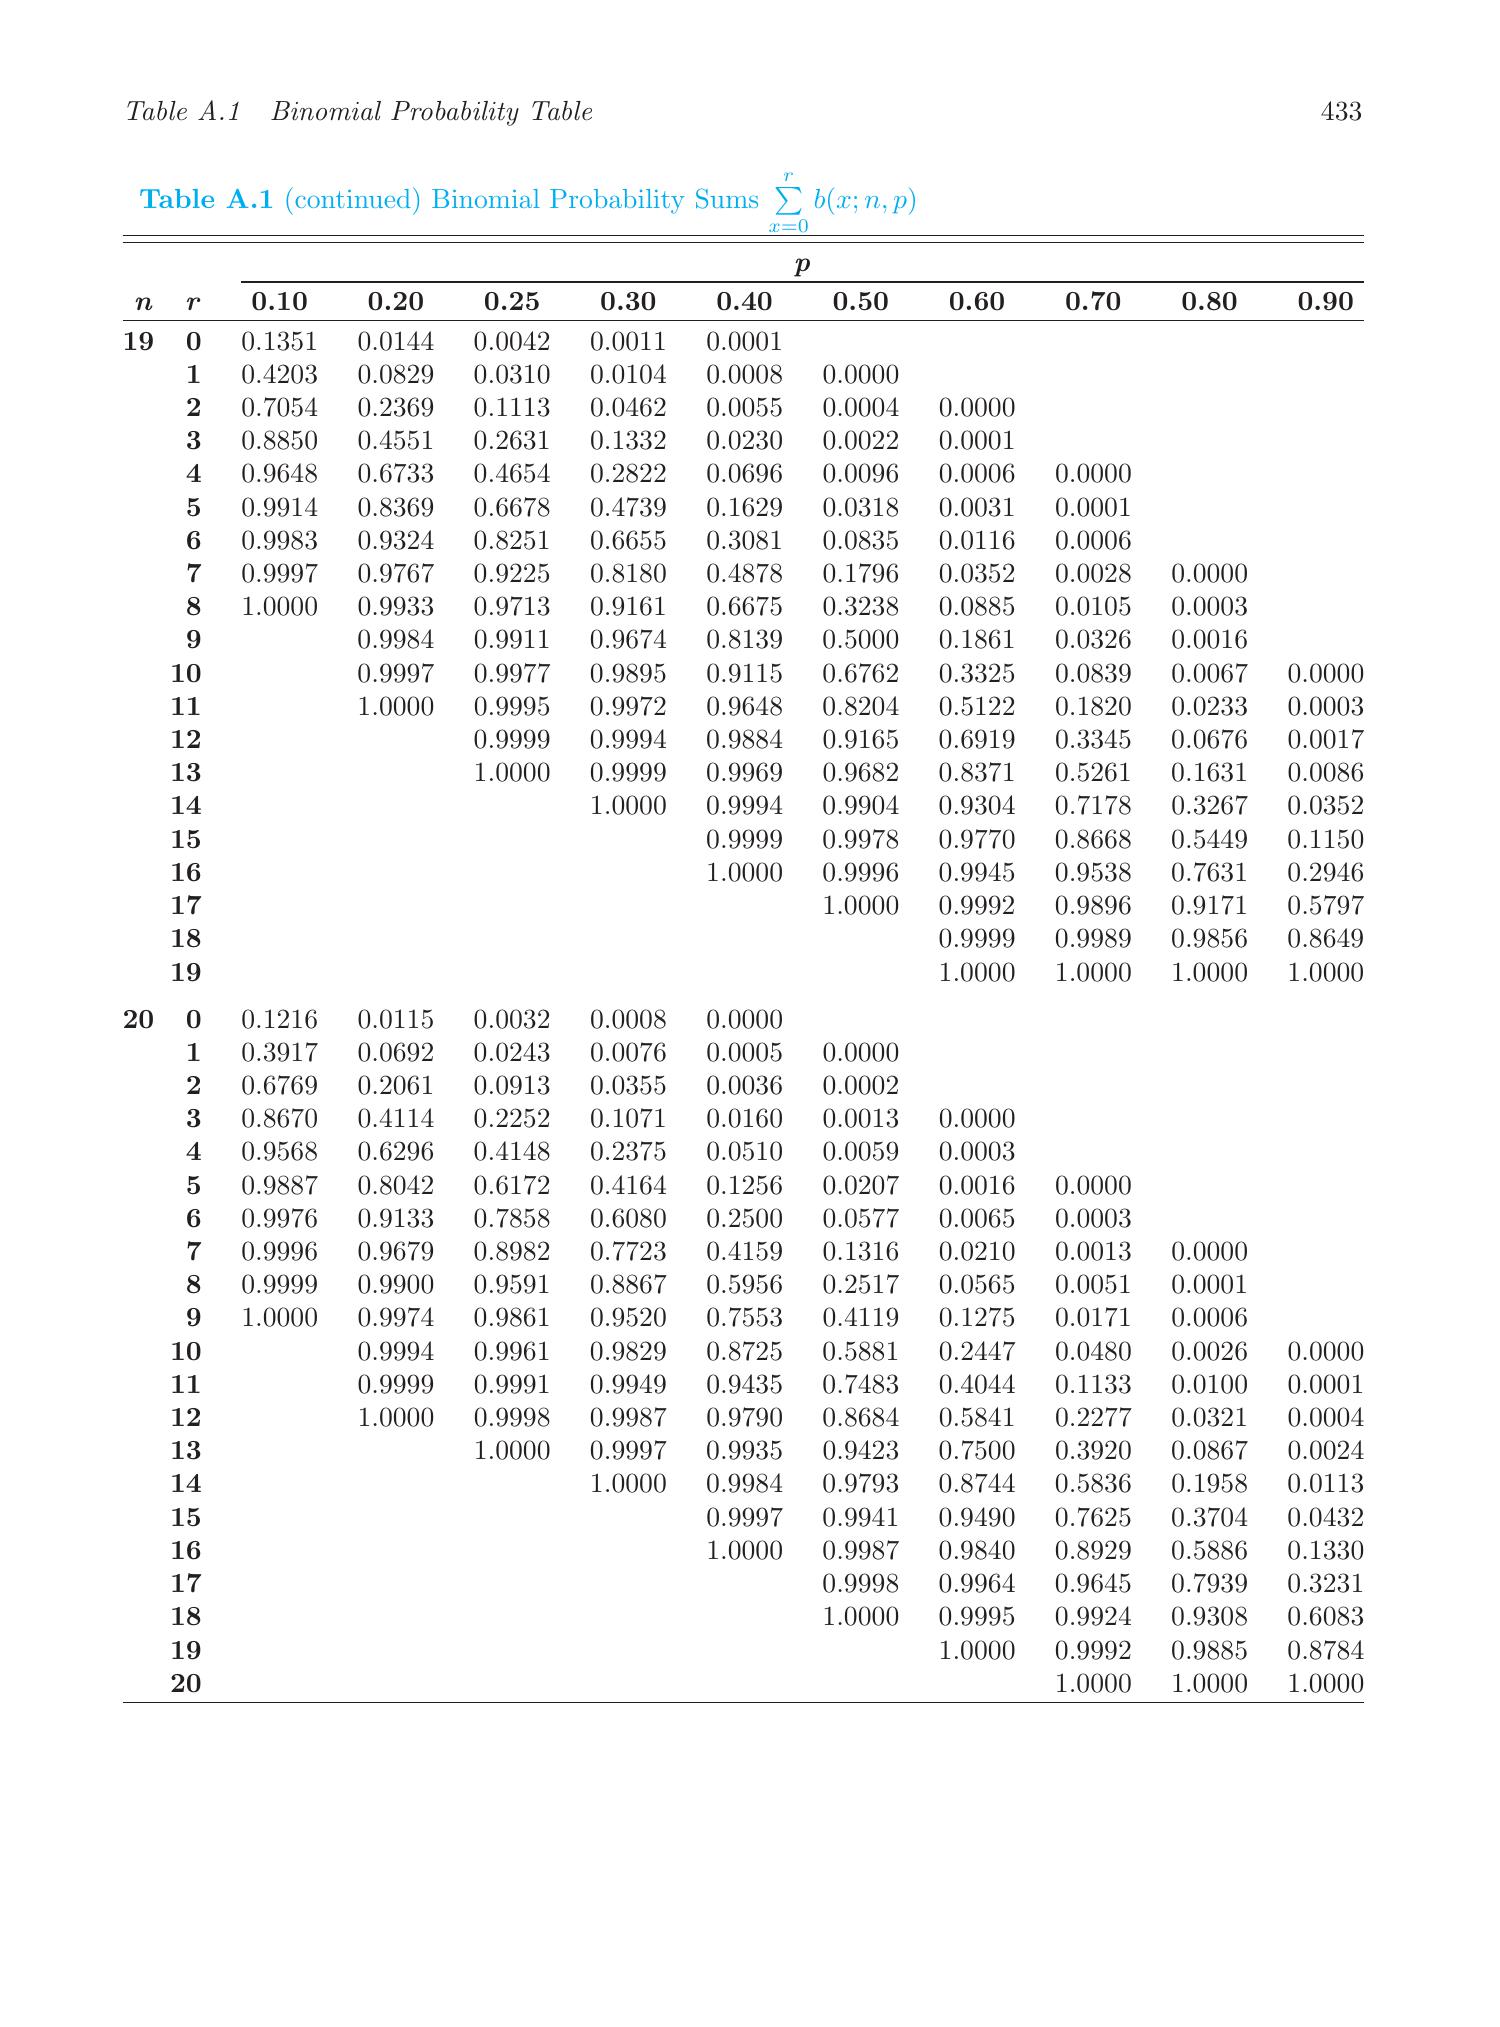 Table A.1 Binomial Probability Table 433
Table A.1 (continued) Binomial Probability Sums \sum_{x=0}^{r} b(x; n, p)
p
n r 0.10 0.20 0.25 0.30 0.40 0.50 0.60 0.70 0.80 0.90
19 0 0.1351 0.0144 0.0042 0.0011 0.0001
1 0.4203 0.0829 0.0310 0.0104 0.0008 0.0000
2 0.7054 0.2369 0.1113 0.0462 0.0055 0.0004 0.0000
3 0.8850 0.4551 0.2631 0.1332 0.0230 0.0022 0.0001
4 0.9648 0.6733 0.4654 0.2822 0.0696 0.0096 0.0006 0.0000
5 0.9914 0.8369 0.6678 0.4739 0.1629 0.0318 0.0031 0.0001
6 0.9983 0.9324 0.8251 0.6655 0.3081 0.0835 0.0116 0.0006
7 0.9997 0.9767 0.9225 0.8180 0.4878 0.1796 0.0352 0.0028 0.0000
8 1.0000 0.9933 0.9713 0.9161 0.6675 0.3238 0.0885 0.0105 0.0003
9 0.9984 0.9911 0.9674 0.8139 0.5000 0.1861 0.0326 0.0016
10 0.9997 0.9977 0.9895 0.9115 0.6762 0.3325 0.0839 0.0067 0.0000
11 1.0000 0.9995 0.9972 0.9648 0.8204 0.5122 0.1820 0.0233 0.0003
12 0.9999 0.9994 0.9884 0.9165 0.6919 0.3345 0.0676 0.0017
13 1.0000 0.9999 0.9969 0.9682 0.8371 0.5261 0.1631 0.0086
14 1.0000 0.9994 0.9904 0.9304 0.7178 0.3267 0.0352
15 0.9999 0.9978 0.9770 0.8668 0.5449 0.1150
16 1.0000 0.9996 0.9945 0.9538 0.7631 0.2946
17 1.0000 0.9992 0.9896 0.9171 0.5797
18 0.9999 0.9989 0.9856 0.8649
19 1.0000 1.0000 1.0000 1.0000
20 0 0.1216 0.0115 0.0032 0.0008 0.0000
1 0.3917 0.0692 0.0243 0.0076 0.0005 0.0000
2 0.6769 0.2061 0.0913 0.0355 0.0036 0.0002
3 0.8670 0.4114 0.2252 0.1071 0.0160 0.0013 0.0000
4 0.9568 0.6296 0.4148 0.2375 0.0510 0.0059 0.0003
5 0.9887 0.8042 0.6172 0.4164 0.1256 0.0207 0.0016 0.0000
6 0.9976 0.9133 0.7858 0.6080 0.2500 0.0577 0.0065 0.0003
7 0.9996 0.9679 0.8982 0.7723 0.4159 0.1316 0.0210 0.0013 0.0000
8 0.9999 0.9900 0.9591 0.8867 0.5956 0.2517 0.0565 0.0051 0.0001
9 1.0000 0.9974 0.9861 0.9520 0.7553 0.4119 0.1275 0.0171 0.0006
10 0.9994 0.9961 0.9829 0.8725 0.5881 0.2447 0.0480 0.0026 0.0000
11 0.9999 0.9991 0.9949 0.9435 0.7483 0.4044 0.1133 0.0100 0.0001
12 1.0000 0.9998 0.9987 0.9790 0.8684 0.5841 0.2277 0.0321 0.0004
13 1.0000 0.9997 0.9935 0.9423 0.7500 0.3920 0.0867 0.0024
14 1.0000 0.9984 0.9793 0.8744 0.5836 0.1958 0.0113
15 0.9997 0.9941 0.9490 0.7625 0.3704 0.0432
16 1.0000 0.9987 0.9840 0.8929 0.5886 0.1330
17 0.9998 0.9964 0.9645 0.7939 0.3231
18 1.0000 0.9995 0.9924 0.9308 0.6083
19 1.0000 0.9992 0.9885 0.8784
20 1.0000 1.0000 1.0000